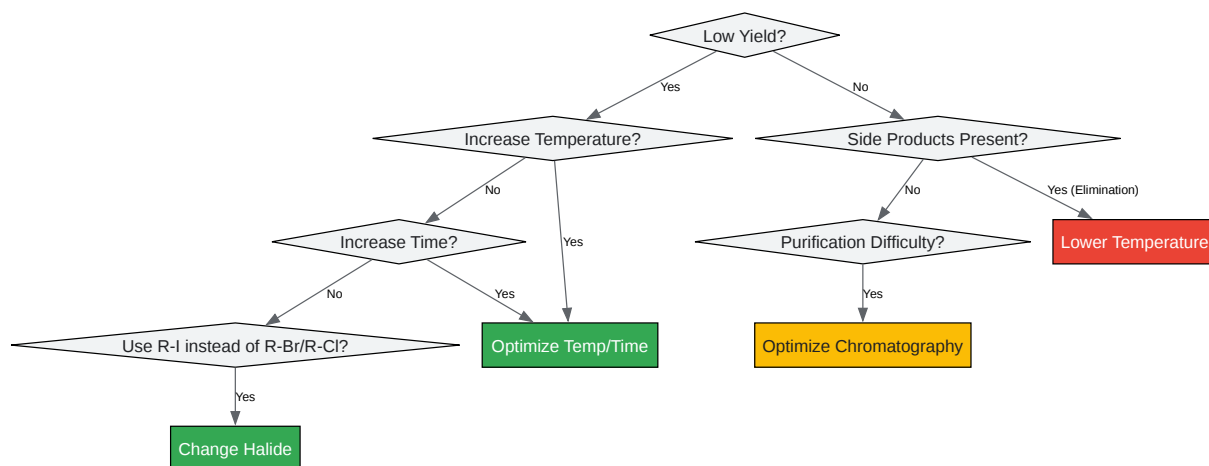 Low Yield?
Yes
No
Increase Temperature?
Side Products Present?
No
Yes
No
Yes (Elimination)
Increase Time?
Purification Difficulty?
Lower Temperature
No
Yes
Yes
Use R-I instead of R-Br/R-Cl?
Optimize Temp/Time
Optimize Chromatography
Yes
Change Halide